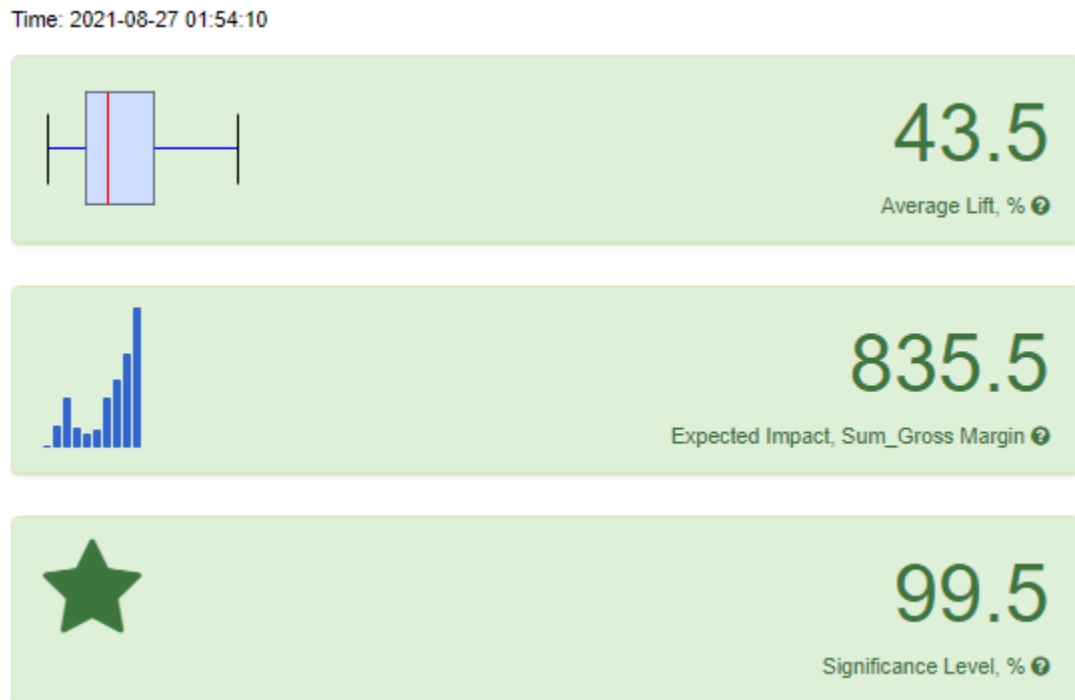 Time: 2021-08-27 01:54:10
43.5
Average Lift, %
835.5
Expected Impact, Sum_Gross Margin
99.5
Significance Level, %